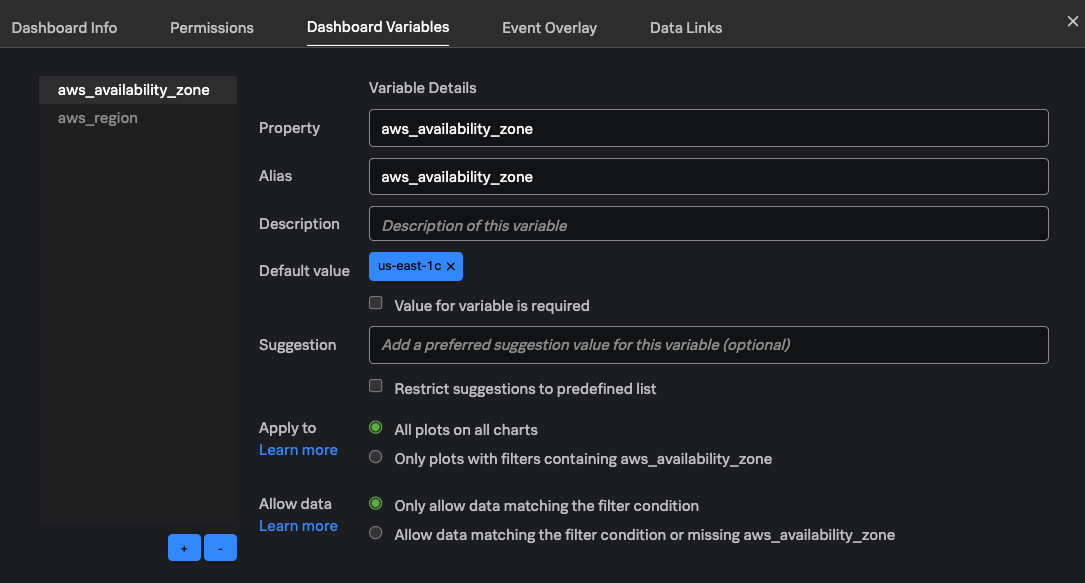 Dashboard Info Permissions Dashboard Variables Event Overlay Data Links
aws_availability_zone
aws_region
Variable Details
Property aws_availability_zone
Alias aws_availability_zone
Description Description of this variable
Default value us-east-1c
Value for variable is required
Suggestion Add a preferred suggestion value for this variable (optional)
Restrict suggestions to predefined list
Apply to All plots on all charts
Learn more
Only plots with filters containing aws_availability_zone
Allow data Only allow data matching the filter condition
Learn more
Allow data matching the filter condition or missing aws_availability_zone
+ -